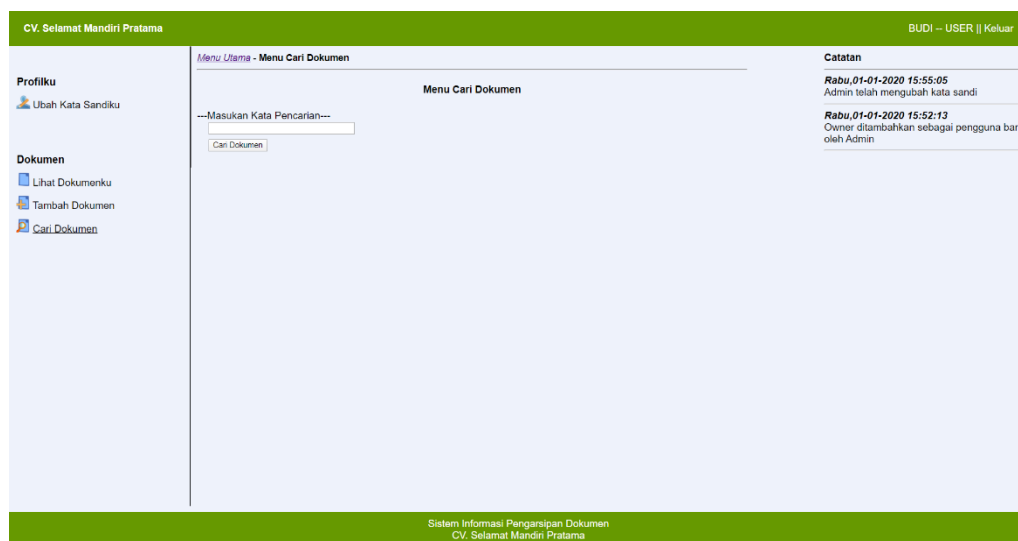 CV. Selamat Mandiri Pratama
BUDI -- USER || Keluar
Profilku
Ubah Kata Sandiku
Dokumen
Lihat Dokumenku
Tambah Dokumen
Cari Dokumen
Menu Utama - Menu Cari Dokumen
Menu Cari Dokumen
---Masukan Kata Pencarian---
Cari Dokumen
Catatan
Rabu,01-01-2020 15:55:05
Admin telah mengubah kata sandi
Rabu,01-01-2020 15:52:13
Owner ditambahkan sebagai pengguna bar
oleh Admin
Sistem Informasi Pengarsipan Dokumen
CV. Selamat Mandiri Pratama